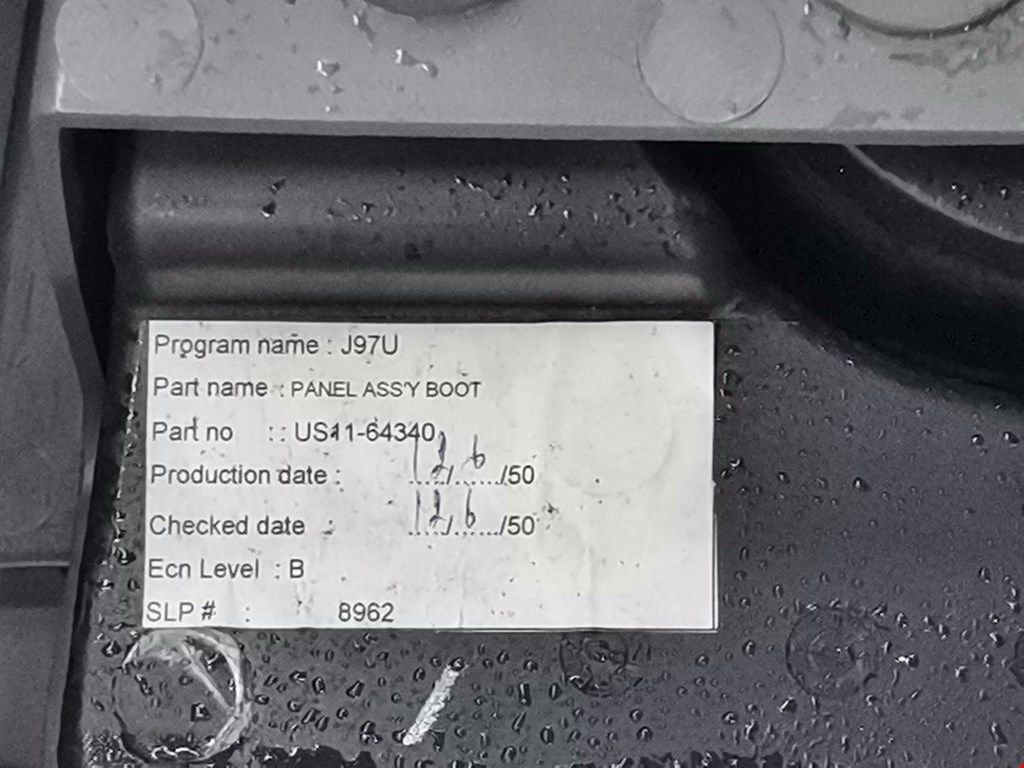 Program name : J97U
Part name : PANEL ASS'Y BOOT
Part no : : US11-64340
Production date : 12/6/50
Checked date : 12/6/50
Ecn Level : B
SLP # : 8962